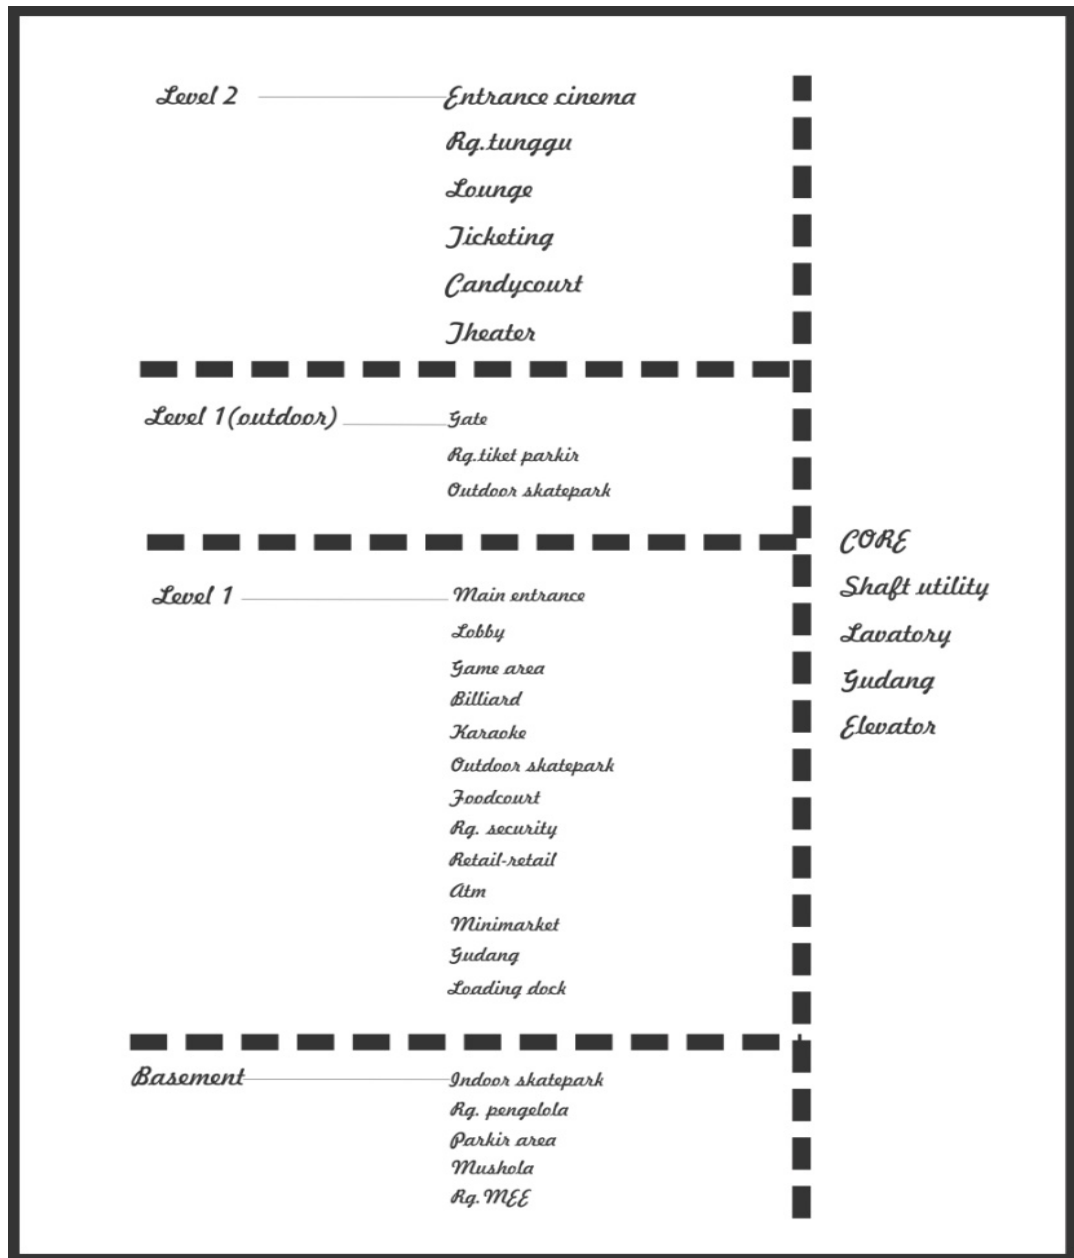 Level 2
Entrance cinema
Rg.tunggu
Lounge
Ticketing
Candycourt
Theater
Level 1(outdoor)
Gate
Rg.tiket parkir
Outdoor skatepark
Level 1
Main entrance
Lobby
Game area
Billiard
Karaoke
Outdoor skatepark
Foodcourt
Rg. security
Retail-retail
Atm
Minimarket
Gudang
Loading dock
Basement
Indoor skatepark
Rg. pengelola
Parkir area
Mushola
Rg.MEE
CORE
Shaft utility
Lavatory
Gudang
Elevator